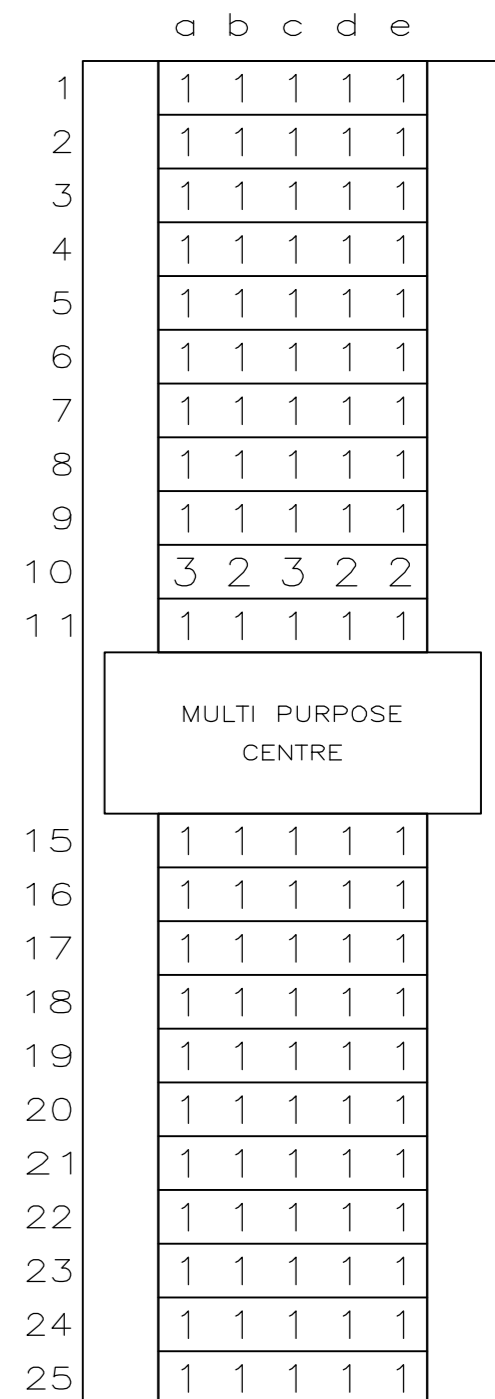 a b c d e
1 1 1 1 1 1
2 1 1 1 1 1
3 1 1 1 1 1
4 1 1 1 1 1
5 1 1 1 1 1
6 1 1 1 1 1
7 1 1 1 1 1
8 1 1 1 1 1
9 1 1 1 1 1
10 3 2 3 2 2
11 1 1 1 1 1
MULTI PURPOSE
CENTRE
15 1 1 1 1 1
16 1 1 1 1 1
17 1 1 1 1 1
18 1 1 1 1 1
19 1 1 1 1 1
20 1 1 1 1 1
21 1 1 1 1 1
22 1 1 1 1 1
23 1 1 1 1 1
24 1 1 1 1 1
25 1 1 1 1 1